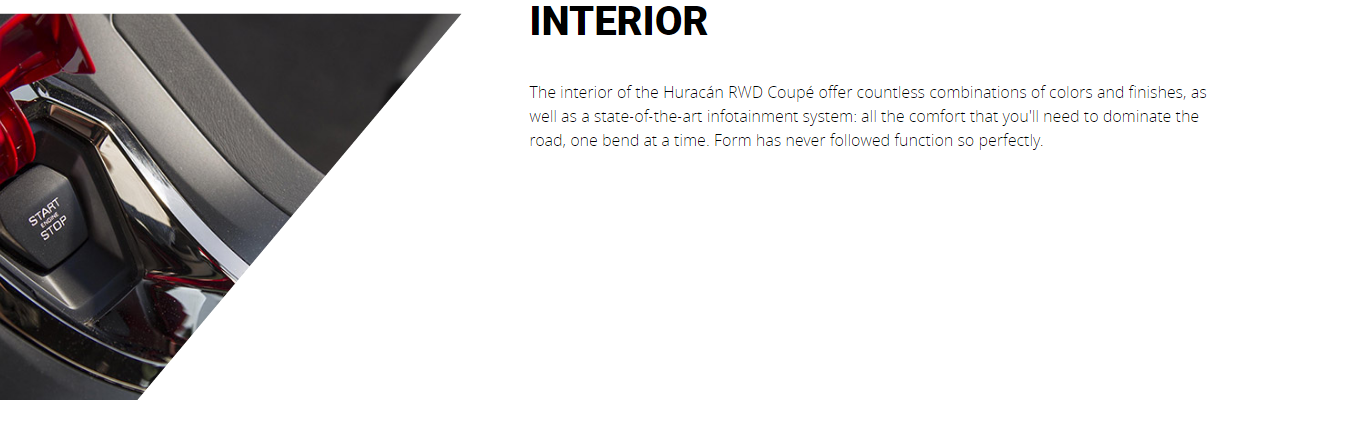 INTERIOR
The interior of the Huracán RWD Coupé offer countless combinations of colors and finishes, as
well as a state-of-the-art infotainment system: all the comfort that you'll need to dominate the
road, one bend at a time. Form has never followed function so perfectly.
START
ENGINE
STOP